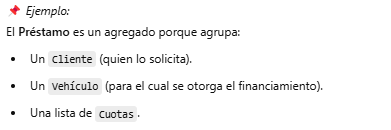 📌 Ejemplo:
El Préstamo es un agregado porque agrupa:
• Un Cliente (quien lo solicita).
• Un Vehículo (para el cual se otorga el financiamiento).
• Una lista de Cuotas.